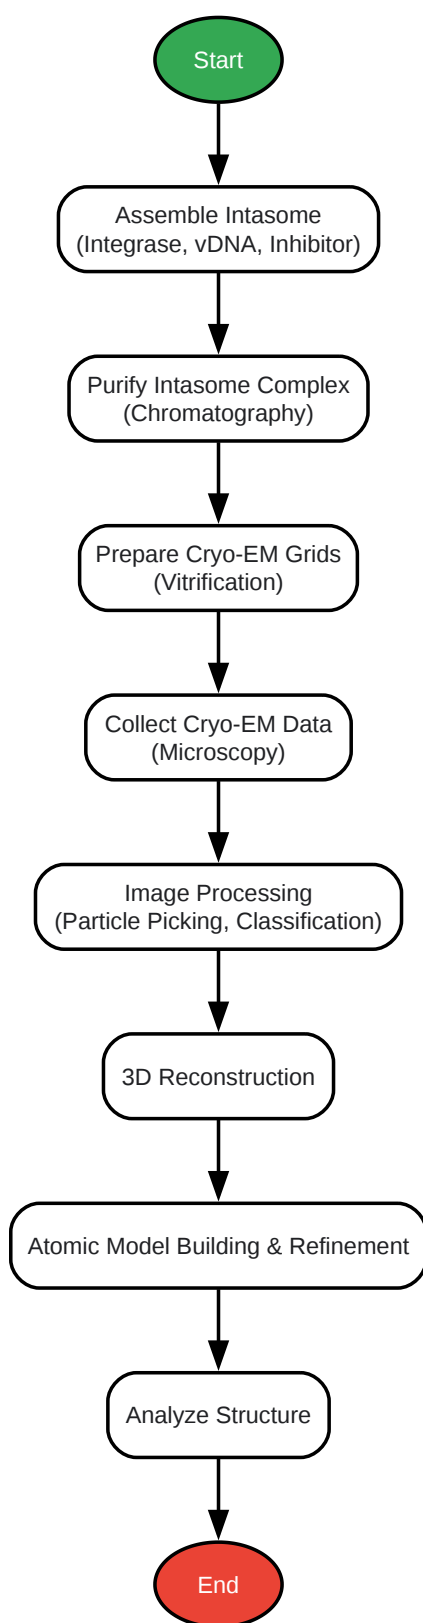 Start
Assemble Intasome
(Integrase, vDNA, Inhibitor)
Purify Intasome Complex
(Chromatography)
Prepare Cryo-EM Grids
(Vitrification)
Collect Cryo-EM Data
(Microscopy)
Image Processing
(Particle Picking, Classification)
3D Reconstruction
Atomic Model Building & Refinement
Analyze Structure
End